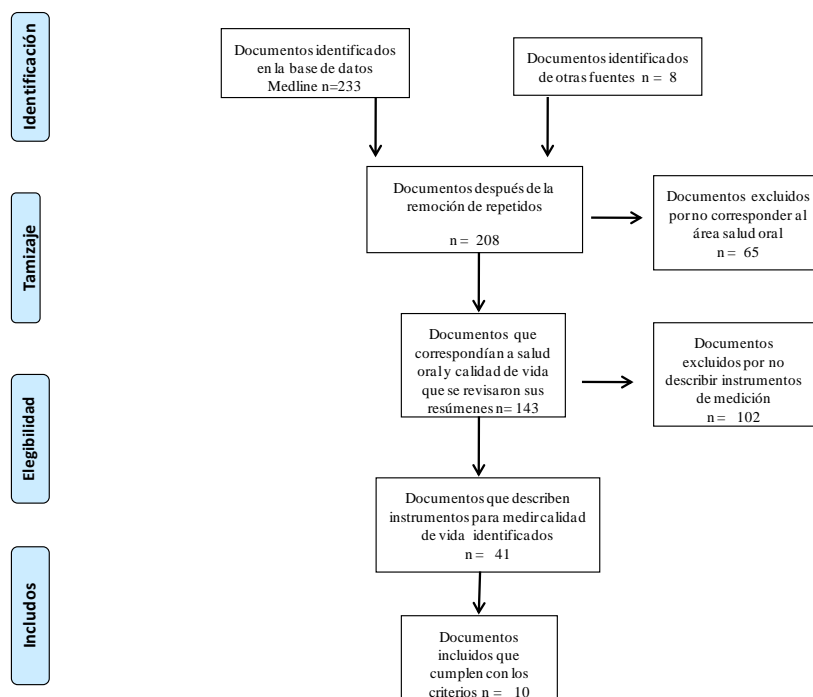 Identificación
Documentos identificados
en la base de datos
Medline n=233
Documentos identificados
de otras fuentes n = 8
Tamizaje
Documentos después de la
remoción de repetidos
n = 208
Documentos excluidos
por no corresponder al
área salud oral
n = 65
Elegibilidad
Documentos que
correspondían a salud
oral y calidad de vida
que se revisaron sus
resúmenes n= 143
Documentos
excluidos por no
describir instrumentos
de medición
n = 102
Documentos que describen
instrumentos para medir calidad
de vida identificados
n = 41
Includos
Documentos
incluidos que
cumplen con los
criterios n = 10